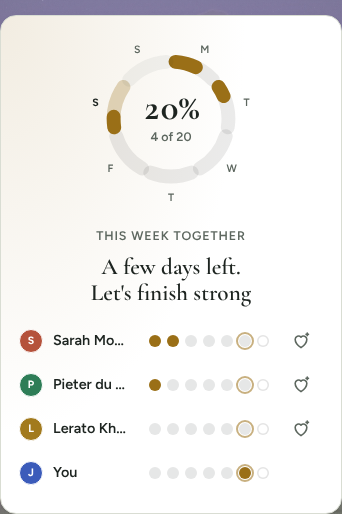 S
M
S
T
20%
4 of 20
F
W
T
THIS WEEK TOGETHER
A few days left.
Let's finish strong
S Sarah Mo...
P Pieter du ...
L Lerato Kh...
J You